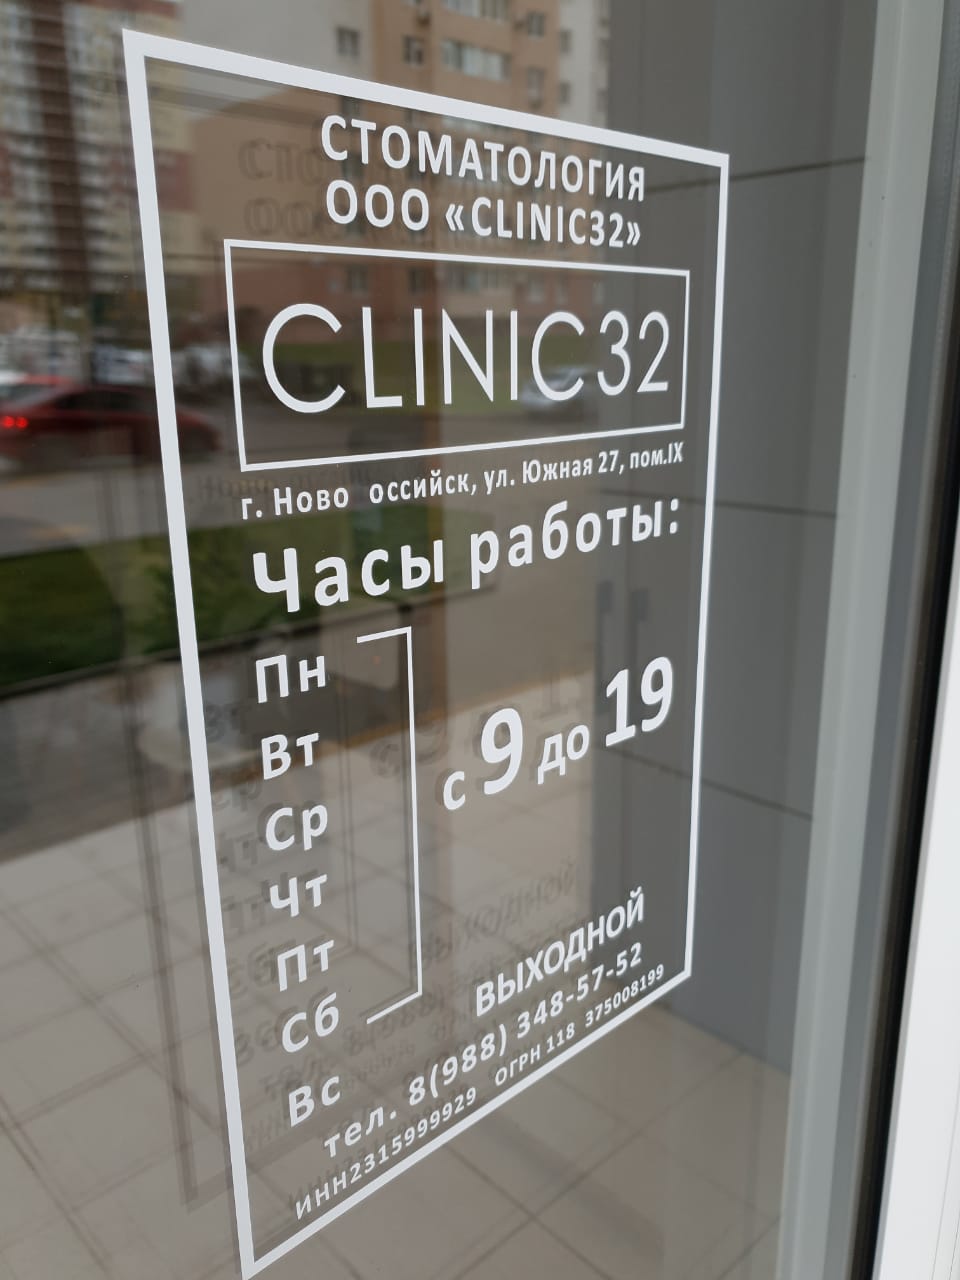 СТОМАТОЛОГИЯ
ООО «CLINIC32»
CLINIC32
г. Ново оссийск, ул. Южная 27, пом.IX
Часы работы:
Пн
Вт
Ср
с 9 до 19
Чт
Пт
Сб
Вс ВЫХОДНОЙ
тел. 8(988) 348-57-52
ИНН2315999929 ОГРН 118 375008199